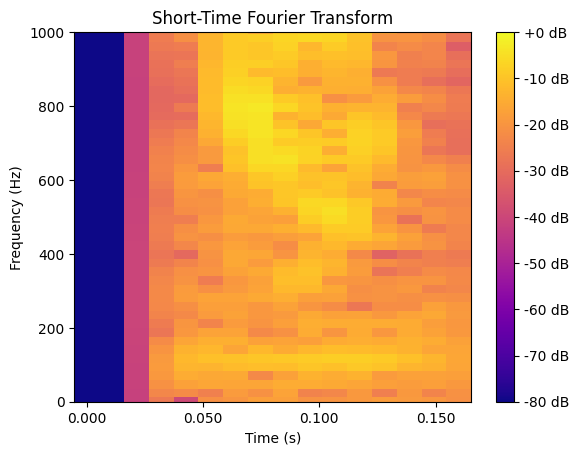 Short-Time Fourier Transform
1000
800
600
400
200
0
Frequency (Hz)
0.000
0.050
0.100
0.150
Time (s)
+0 dB
-10 dB
-20 dB
-30 dB
-40 dB
-50 dB
-60 dB
-70 dB
-80 dB